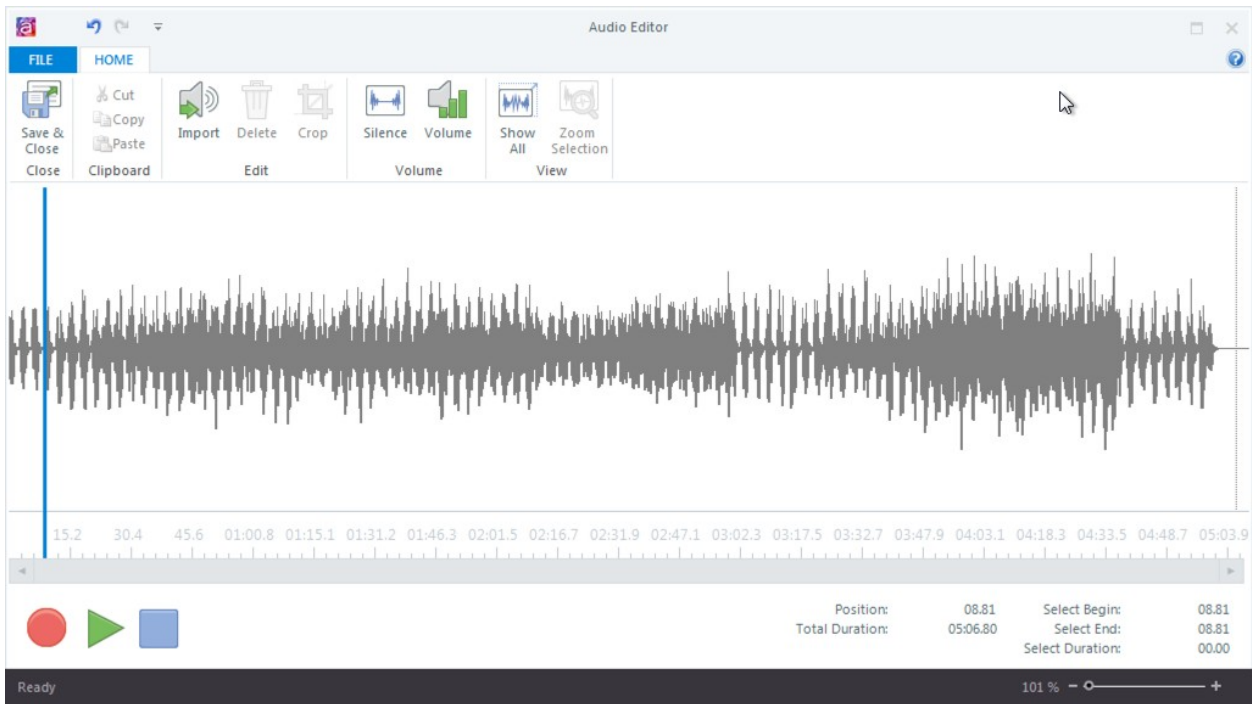 Audio Editor
FILE HOME
Save & Close
Cut
Copy
Paste
Import Delete Crop
Silence Volume
Show All
Zoom Selection
Close Clipboard Edit Volume View
15.2 30.4 45.6 01:00.8 01:15.1 01:31.2 01:46.3 02:01.5 02:16.7 02:31.9 02:47.1 03:02.3 03:17.5 03:32.7 03:47.9 04:03.1 04:18.3 04:33.5 04:48.7 05:03.9
Position: 08.81 Select Begin: 08.81
Total Duration: 05:06.80 Select End: 08.81
Select Duration: 00.00
Ready 101 %